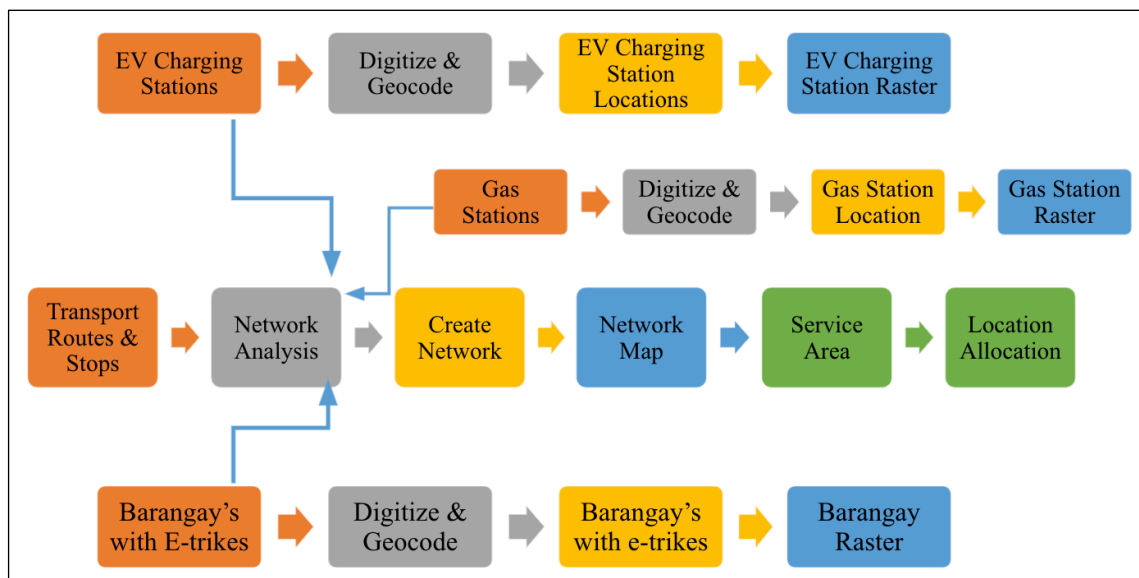 EV Charging
Stations
Digitize &
Geocode
EV Charging
Station
Locations
EV Charging
Station Raster
Gas
Stations
Digitize &
Geocode
Gas Station
Location
Gas Station
Raster
Transport
Routes &
Stops
Network
Analysis
Create
Network
Network
Map
Service
Area
Location
Allocation
Barangay’s
with E-trikes
Digitize &
Geocode
Barangay’s
with e-trikes
Barangay
Raster